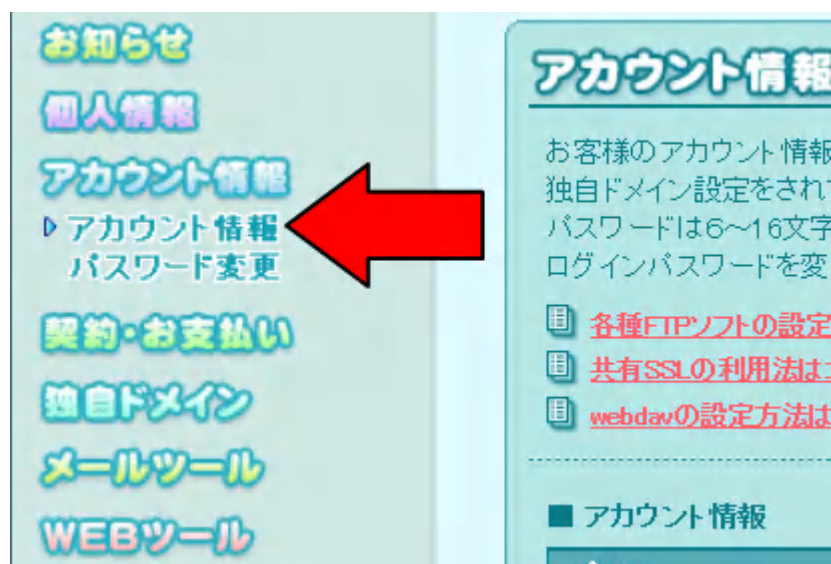 お知らせ
個人情報
アカウント情報
アカウント情報
パスワード変更
契約・お支払い
独自ドメイン
メールツール
WEBツール
アカウント情報
お客様のアカウント情報
独自ドメイン設定をされ
パスワードは6〜16文字
ログインパスワードを変
各種FTPソフトの設定
共有SSLの利用法は
webdavの設定方法は
■ アカウント情報